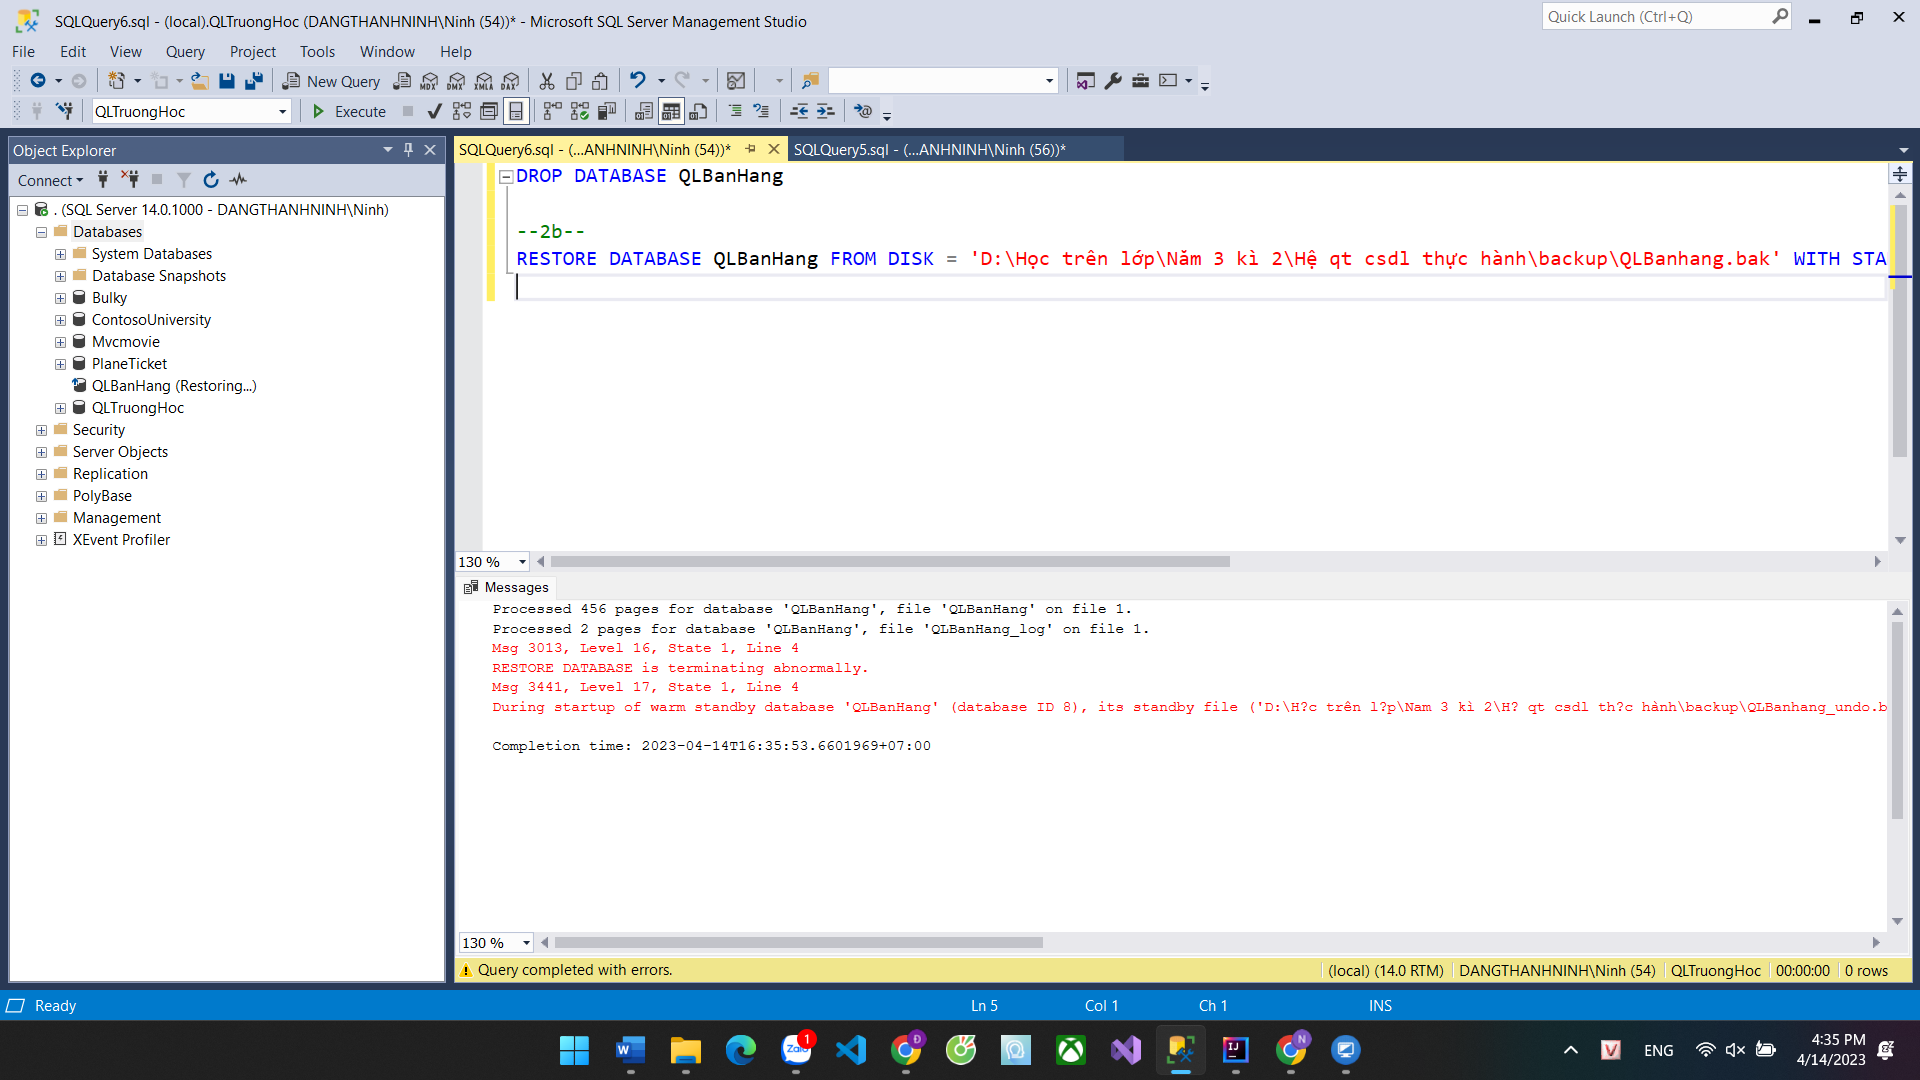 SQLQuery6.sql - (local).QLTruongHoc (DANGTHANHNINH\Ninh (54))* - Microsoft SQL Server Management Studio
Quick Launch (Ctrl+Q)
File Edit View Query Project Tools Window Help
New Query
MDX DMX XMLA DAX
QLTruongHoc
Execute
Object Explorer
SQLQuery6.sql - (...ANHNINH\Ninh (54))*
SQLQuery5.sql - (...ANHNINH\Ninh (56))*
Connect
. (SQL Server 14.0.1000 - DANGTHANHNINH\Ninh)
Databases
System Databases
Database Snapshots
Bulky
ContosoUniversity
Mvcmovie
PlaneTicket
QLBanHang (Restoring...)
QLTruongHoc
Security
Server Objects
Replication
PolyBase
Management
XEvent Profiler
DROP DATABASE QLBanHang
--2b--
RESTORE DATABASE QLBanHang FROM DISK = 'D:\Học trên lớp\Năm 3 kì 2\Hệ qt csdl thực hành\backup\QLBanhang.bak' WITH STA
130 %
Messages
Processed 456 pages for database 'QLBanHang', file 'QLBanHang' on file 1.
Processed 2 pages for database 'QLBanHang', file 'QLBanHang_log' on file 1.
Msg 3013, Level 16, State 1, Line 4
RESTORE DATABASE is terminating abnormally.
Msg 3441, Level 17, State 1, Line 4
During startup of warm standby database 'QLBanHang' (database ID 8), its standby file ('D:\H?c trên l?p\Nam 3 kì 2\H? qt csdl th?c hành\backup\QLBanhang_undo.b
Completion time: 2023-04-14T16:35:53.6601969+07:00
130 %
Query completed with errors.
(local) (14.0 RTM) DANGTHANHNINH\Ninh (54) QLTruongHoc 00:00:00 0 rows
Ready
Ln 5 Col 1 Ch 1 INS
Zalo 1
Đ
N
IJ
V
ENG
4:35 PM
4/14/2023